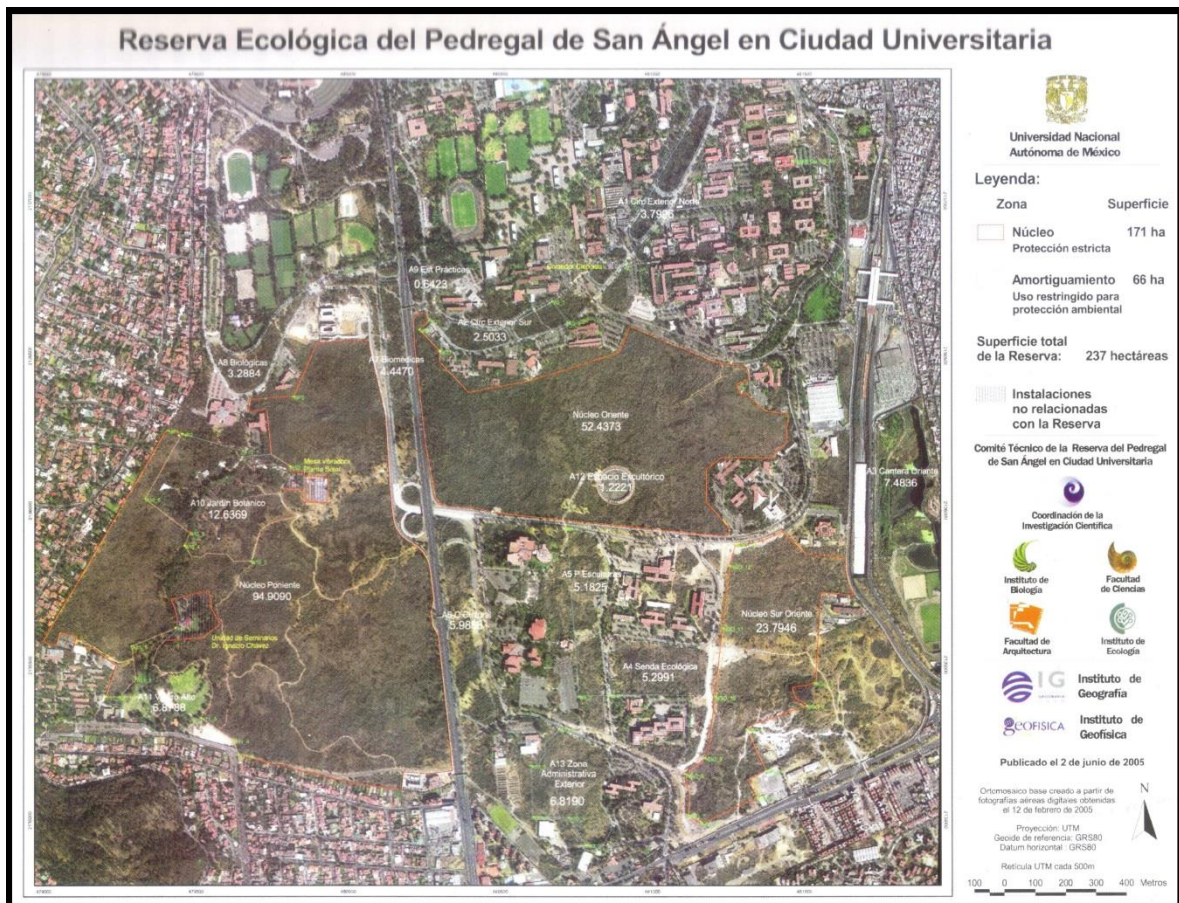 Reserva Ecológica del Pedregal de San Ángel en Ciudad Universitaria
A1 Circ Exterior Norte
3.7926
A9 Est Prácticas
0.6423
A2 Circ Exterior Sur
2.5033
A8 Biológicas
3.2884
A7 Biomédicas
4.4470
Núcleo Oriente
52.4373
Mesa vibradora
A12 Espacio Escultórico
1.2221
A3 Cantera Oriente
7.4836
A10 Jardín Botánico
12.6369
Núcleo Poniente
94.9090
A5 P Escultórico
5.1825
Núcleo Sur Oriente
23.7946
Unidad de Seminarios
Dr. Ignacio Chávez
A4 Senda Ecológica
5.2991
A13 Zona
Administrativa
Exterior
6.8190
Universidad Nacional
Autónoma de México
Leyenda:
Zona Superficie
Núcleo 171 ha
Protección estricta
Amortiguamiento 66 ha
Uso restringido para
protección ambiental
Superficie total
de la Reserva: 237 hectáreas
Instalaciones
no relacionadas
con la Reserva
Comité Técnico de la Reserva del Pedregal
de San Ángel en Ciudad Universitaria
Coordinación de la
Investigación Científica
Instituto de
Biología
Facultad
de Ciencias
Facultad de
Arquitectura
Instituto de
Ecología
IG
Instituto de
Geografía
geOFISICA
Instituto de
Geofísica
Publicado el 2 de junio de 2005
Ortomosaico base creado a partir de
fotografías aéreas digitales obtenidas
el 12 de febrero de 2005
N
Proyección: UTM
Geoide de referencia: GRS80
Datum horizontal : GRS80
Retícula UTM cada 500m
100 0 100 200 300 400 Metros